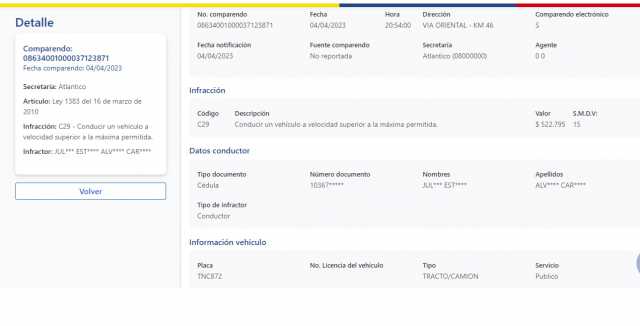 Detalle
Comparendo:
08634001000037123871
Fecha comparendo: 04/04/2023
Secretaría: Atlantico
Artículo: Ley 1383 del 16 de marzo de
2010
Infracción: C29 - Conducir un vehículo a
velocidad superior a la máxima permitida.
Infractor: JUL*** EST**** ALV**** CAR****
Volver
No. comparendo Fecha Hora Dirección Comparendo electrónico
08634001000037123871 04/04/2023 20:54:00 VIA ORIENTAL - KM 46 S
Fecha notificación Fuente comparendo Secretaría Agente
04/04/2023 No reportada Atlantico (08000000) 0 0
Infracción
Código Descripción Valor S.M.D.V:
C29 Conducir un vehículo a velocidad superior a la máxima permitida. $ 522.795 15
Datos conductor
Tipo documento Número documento Nombres Apellidos
Cédula 10367***** JUL*** EST**** ALV**** CAR****
Tipo de infractor
Conductor
Información vehículo
Placa No. Licencia del vehículo Tipo Servicio
TNC872 TRACTO/CAMION Publico